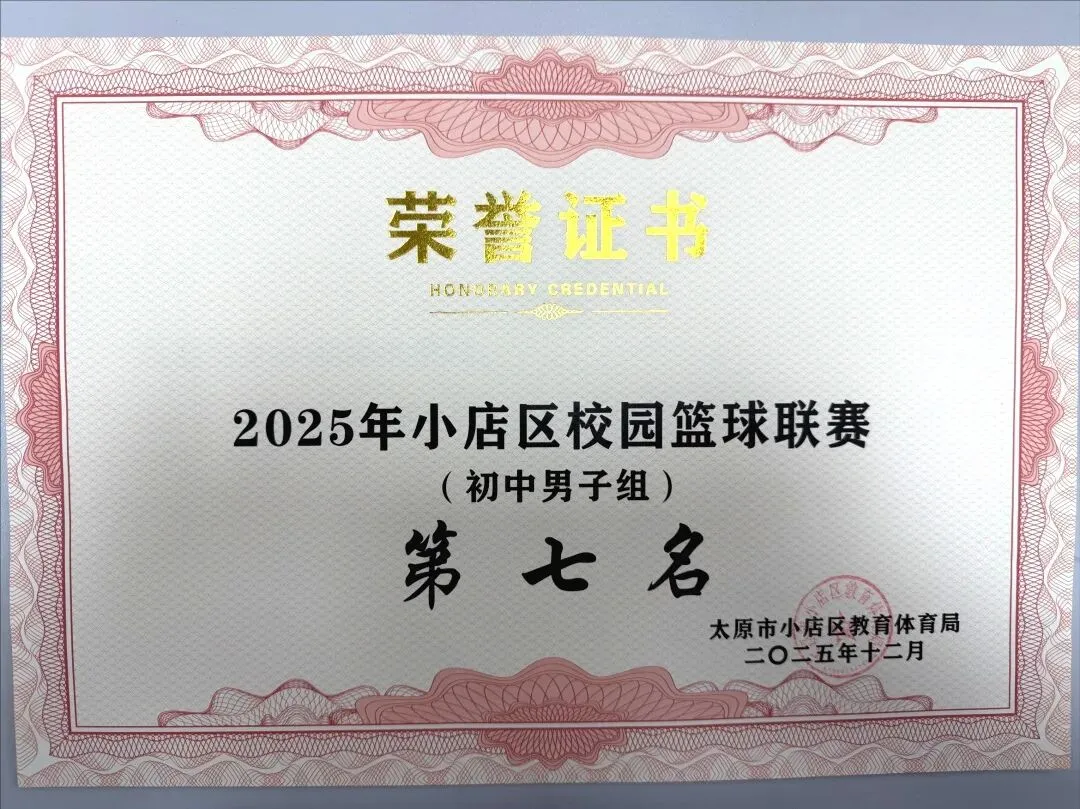 荣誉证书
HONORARY CREDENTIAL
2025年小店区校园篮球联赛
（初中男子组）
第七名
太原市小店区教育体育局
二〇二五年十二月